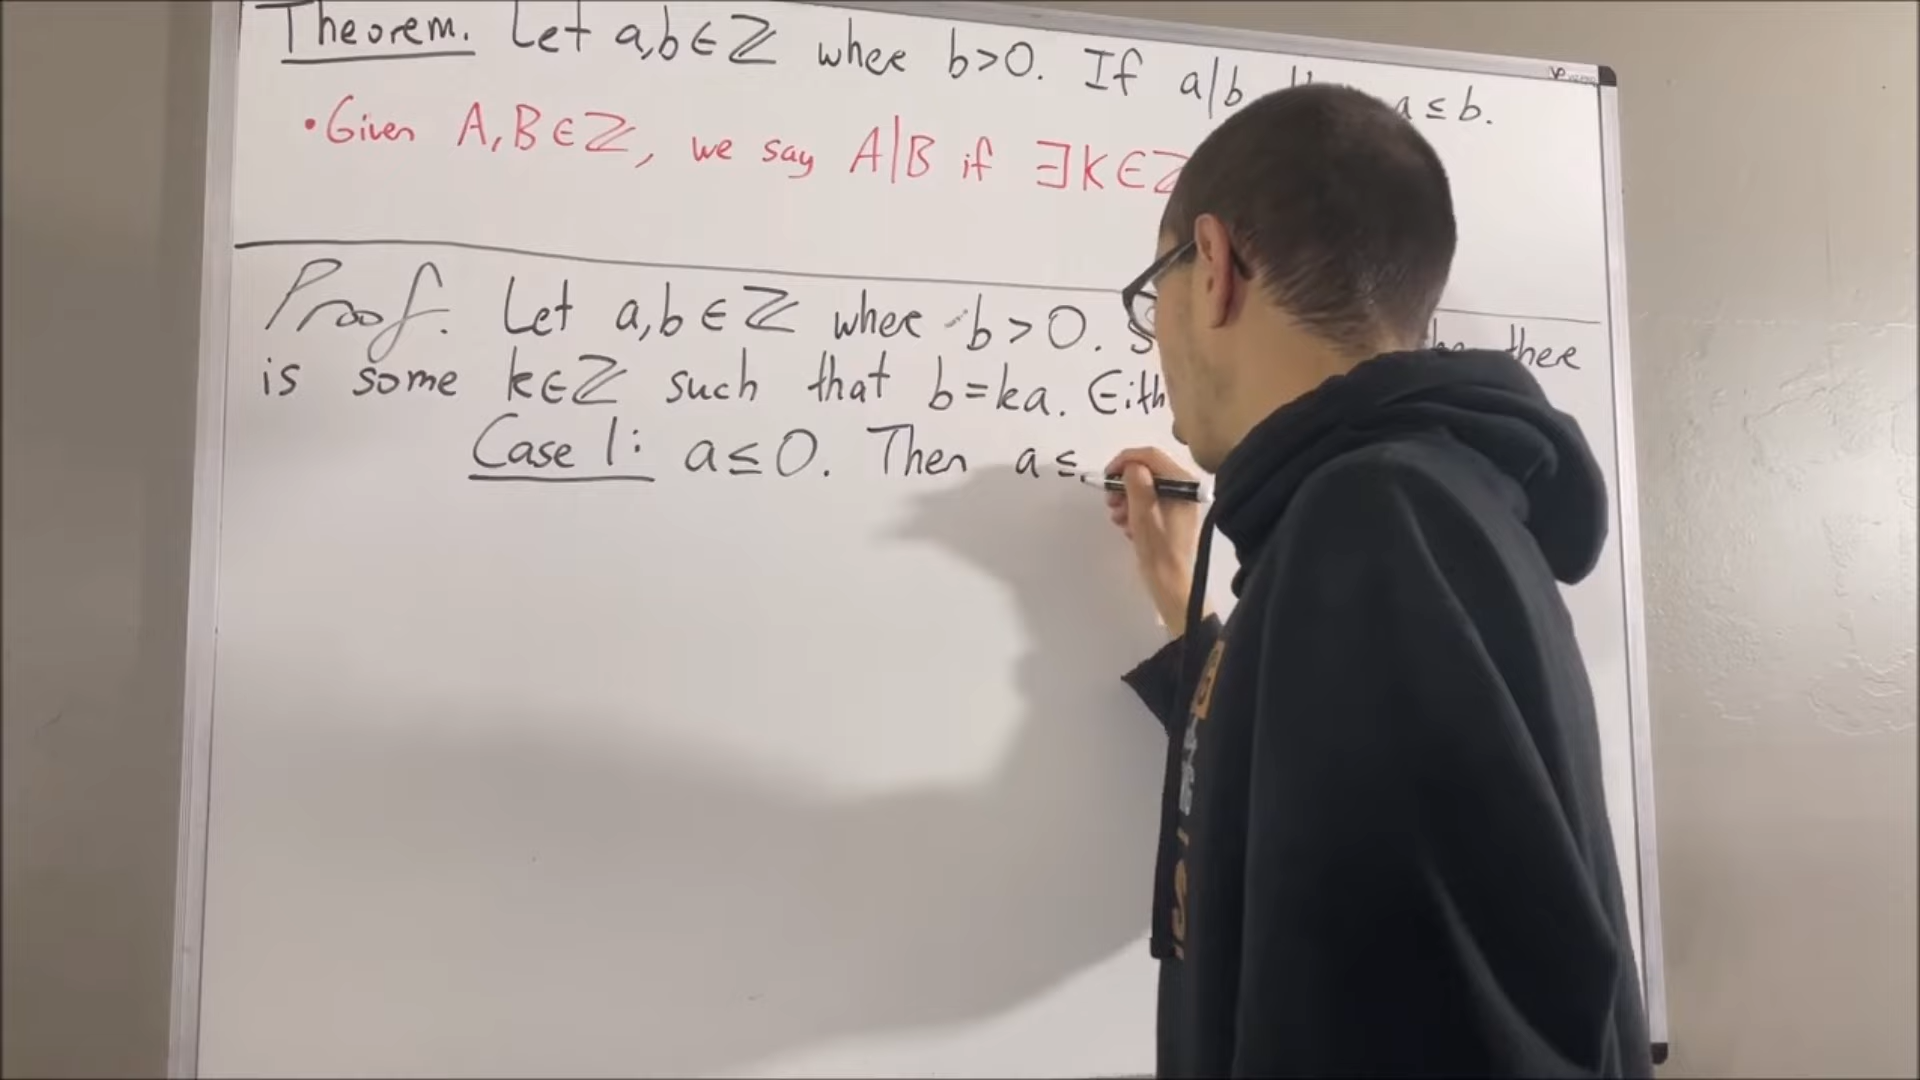 Theorem. Let a,b∈ℤ where b>0. If a|b a ≤ b.
• Given A,B∈ℤ, we say A|B if ∃K∈ℤ
Proof. Let a,b∈ℤ where b>0. there
is some k∈ℤ such that b=ka.
Case 1: a≤0. Then a≤